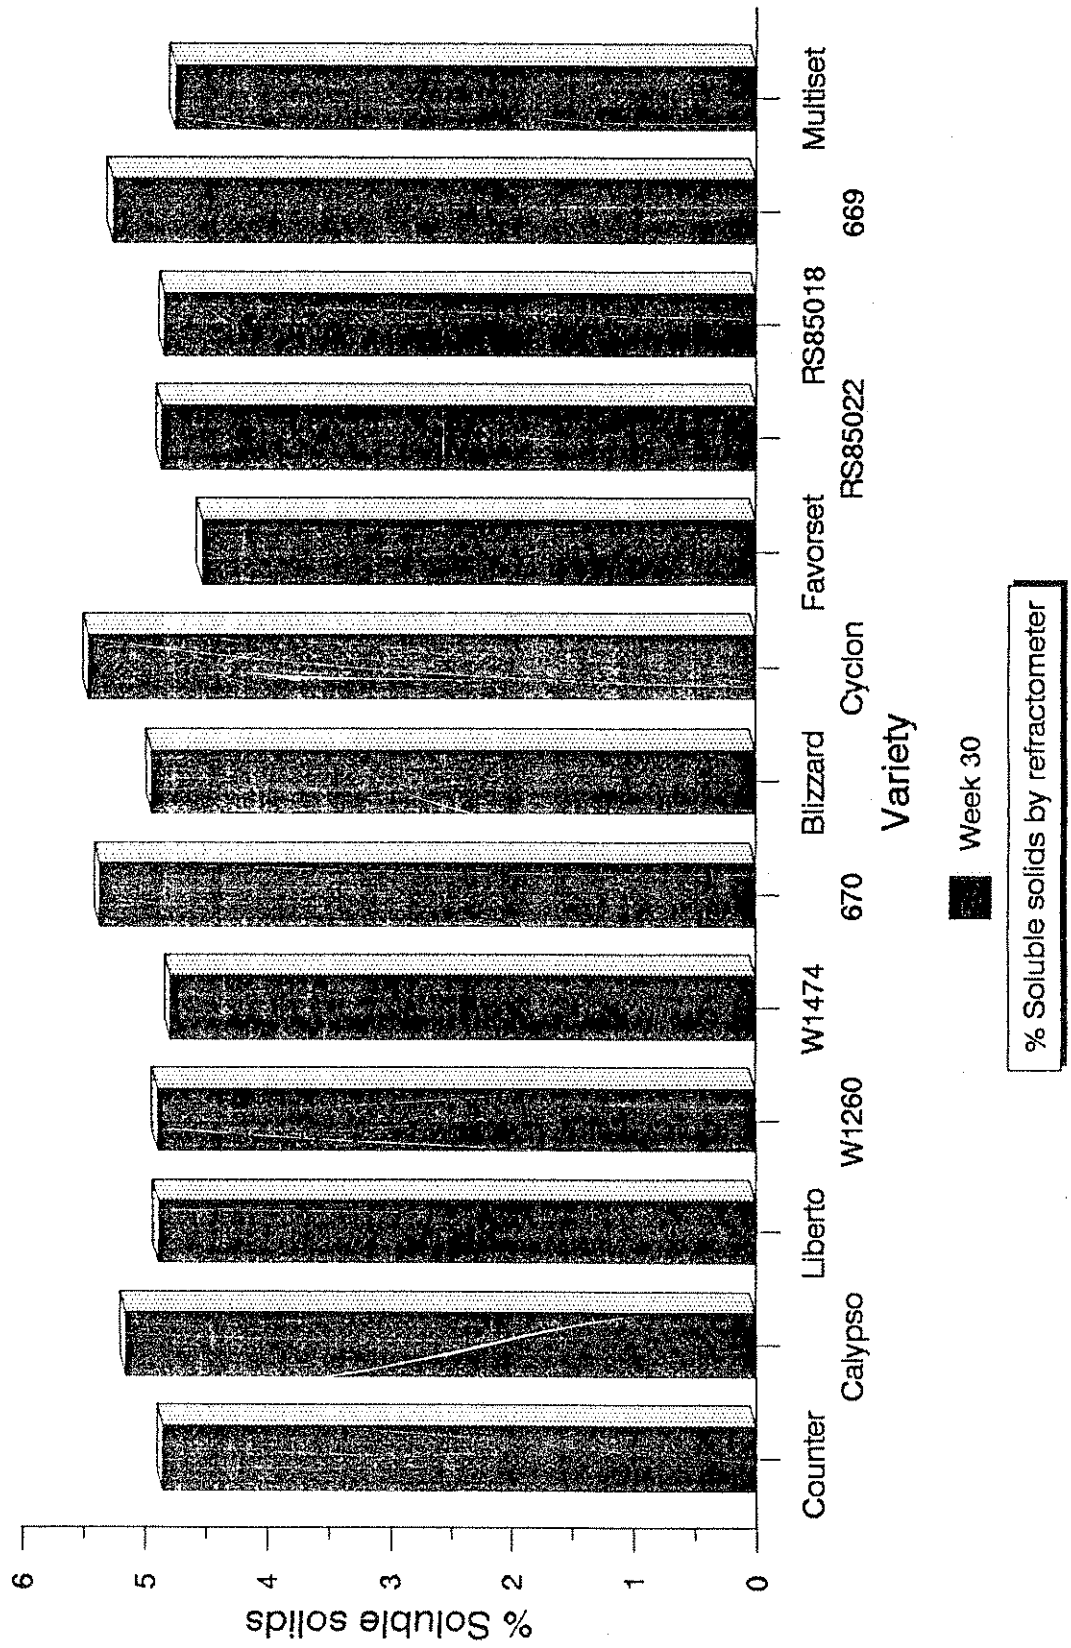 % Soluble solids
6
5
4
3
2
1
0
Counter
Calypso
Liberto
W1260
W1474
670
Blizzard
Cyclon
Favorset
RS85022
RS85018
669
Multiset
Variety
Week 30
% Soluble solids by refractometer